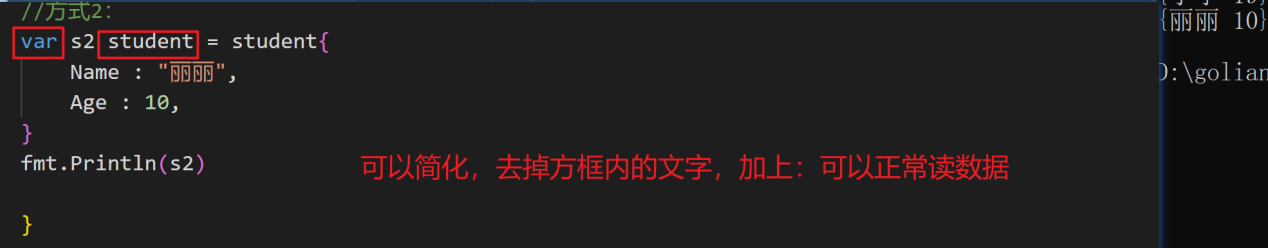 //方式2:
var s2 student = student{
Name : "丽丽",
Age : 10,
}
fmt.Println(s2)
可以简化，去掉方框内的文字，加上：可以正常读数据
}
{丽丽 10}
D:\golian